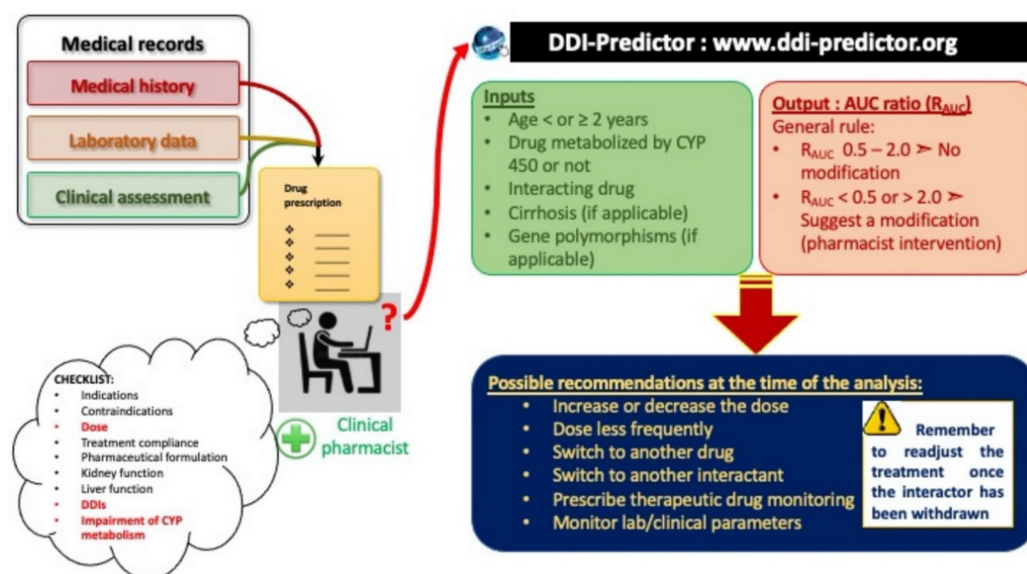 Medical records
Medical history
Laboratory data
Clinical assessment
Drug
prescription
?
Clinical
pharmacist
CHECKLIST:
• Indications
• Contraindications
• Dose
• Treatment compliance
• Pharmaceutical formulation
• Kidney function
• Liver function
• DDIs
• Impairment of CYP
metabolism
DDI-Predictor : www.ddi-predictor.org
Inputs
• Age < or ≥ 2 years
• Drug metabolized by CYP
450 or not
• Interacting drug
• Cirrhosis (if applicable)
• Gene polymorphisms (if
applicable)
Output : AUC ratio (RAUC)
General rule:
• RAUC 0.5 – 2.0 ➣ No
modification
• RAUC < 0.5 or > 2.0 ➣
Suggest a modification
(pharmacist intervention)
Possible recommendations at the time of the analysis:
• Increase or decrease the dose
• Dose less frequently
• Switch to another drug
• Switch to another interactant
• Prescribe therapeutic drug monitoring
• Monitor lab/clinical parameters
Remember
to readjust the
treatment once
the interactor has
been withdrawn